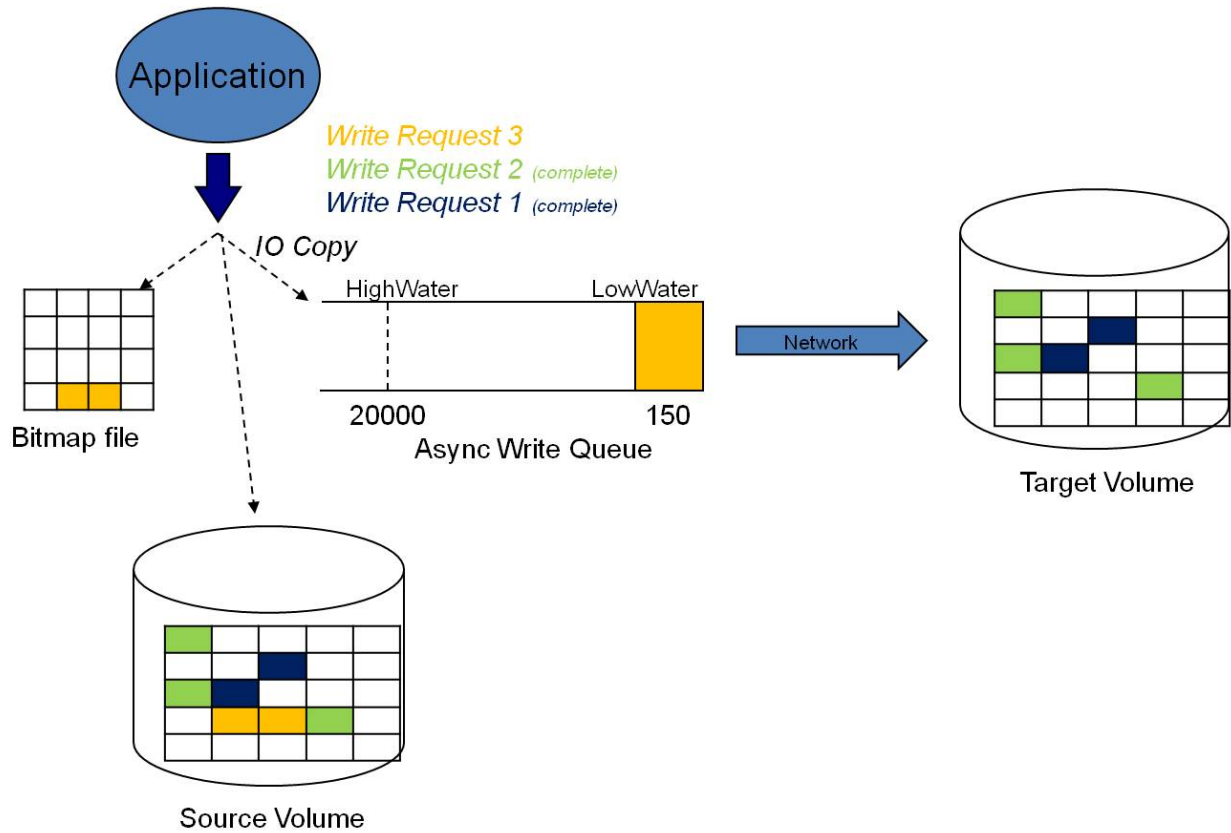 Application
Write Request 3
Write Request 2 (complete)
Write Request 1 (complete)
IO Copy
HighWater
LowWater
Network
20000
150
Bitmap file
Async Write Queue
Target Volume
Source Volume